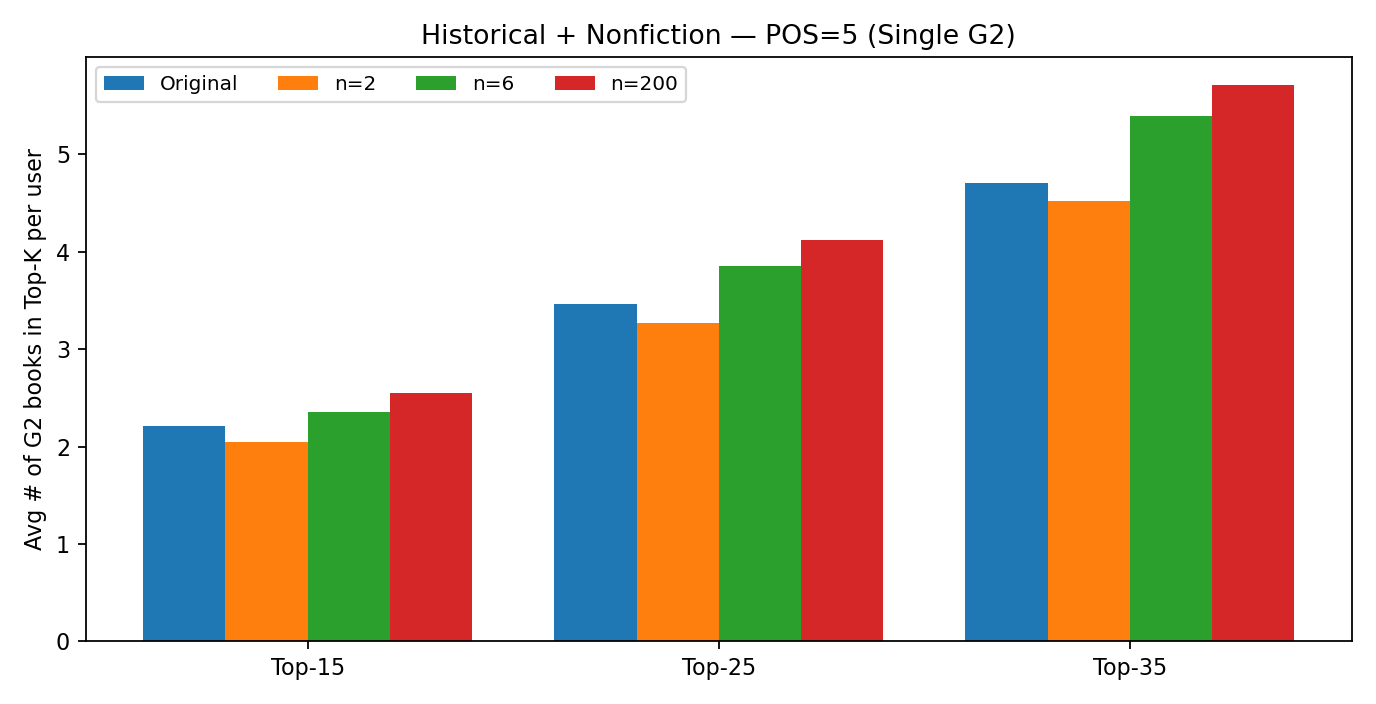 Historical + Nonfiction — POS=5 (Single G2)
Original n=2 n=6 n=200
Avg # of G2 books in Top-K per user
5
4
3
2
1
0
Top-15 Top-25 Top-35